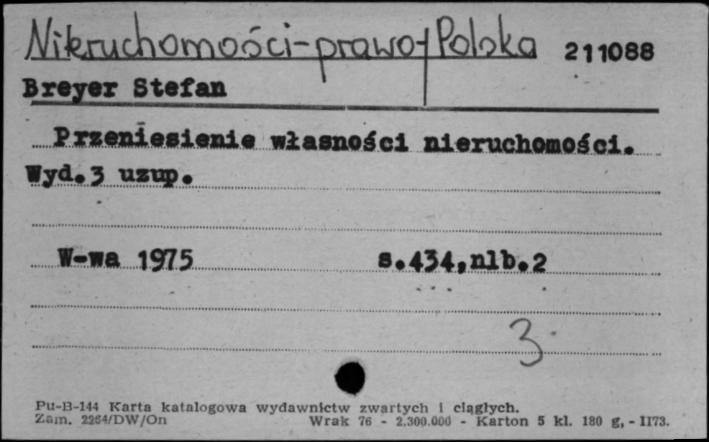 Nieruchomości-prawo-Polska 211088
Breyer Stefan
Przeniesienie własności nieruchomości.
Wyd.3 uzup.
W-wa 1975 s.434,nlb.2
3
Pu-B-144 Karta katalogowa wydawnictw zwartych i ciągłych.
Zam. 2264/DW/On Wrak 76 - 2.300.000 - Karton 5 kl. 180 g, - II73.